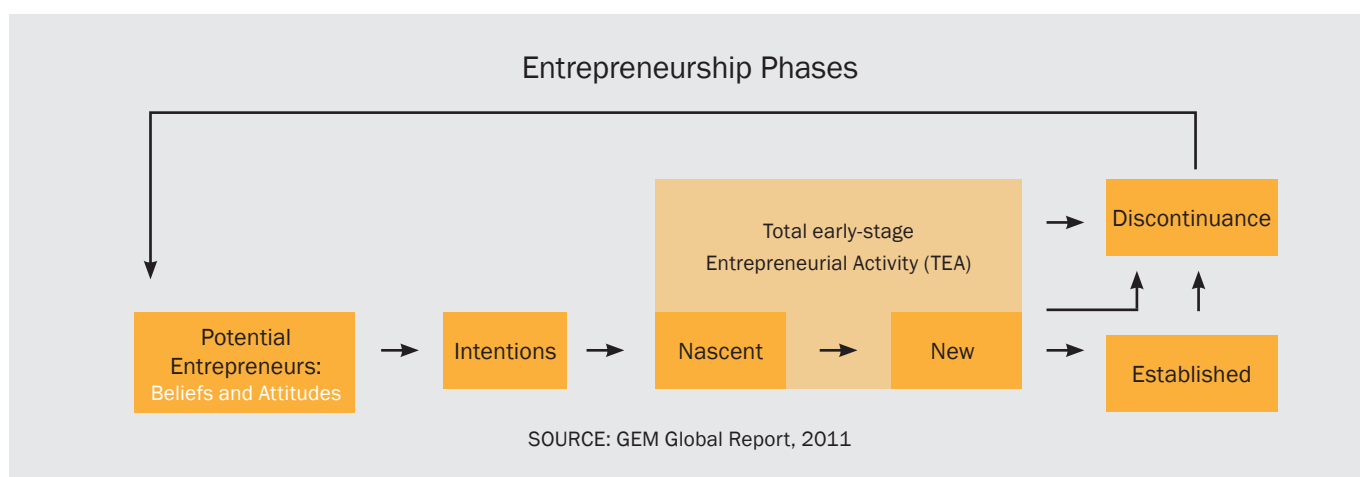 Entrepreneurship Phases
Total early-stage
Entrepreneurial Activity (TEA)
Discontinuance
Potential
Entrepreneurs:
Beliefs and Attitudes
Intentions
Nascent
New
Established
SOURCE: GEM Global Report, 2011